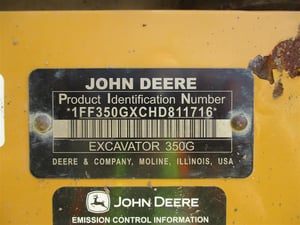 JOHN DEERE
Product Identification Number
*1FF350GXCHD811716*
EXCAVATOR 350G
DEERE & COMPANY, MOLINE, ILLINOIS, USA
JOHN DEERE
EMISSION CONTROL INFORMATION